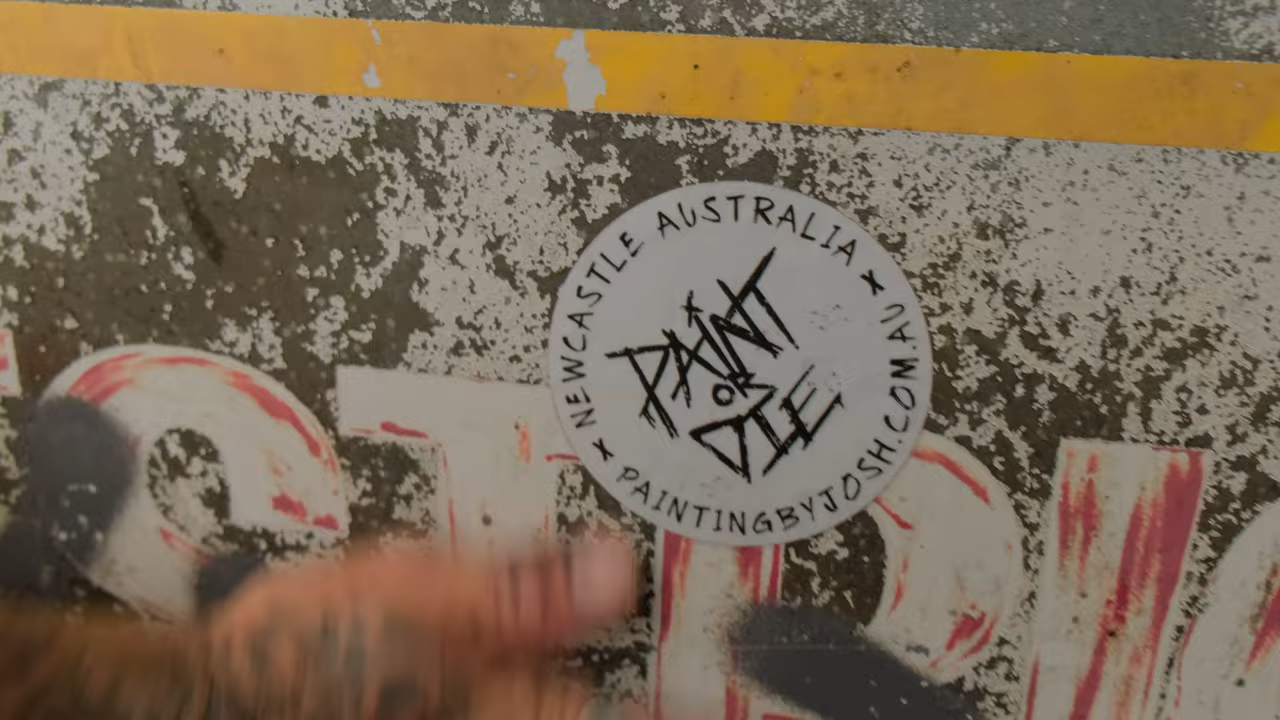 NEWCASTLE AUSTRALIA
PAINT
OR
DIE
PAINTINGBYJOSH.COM.AU